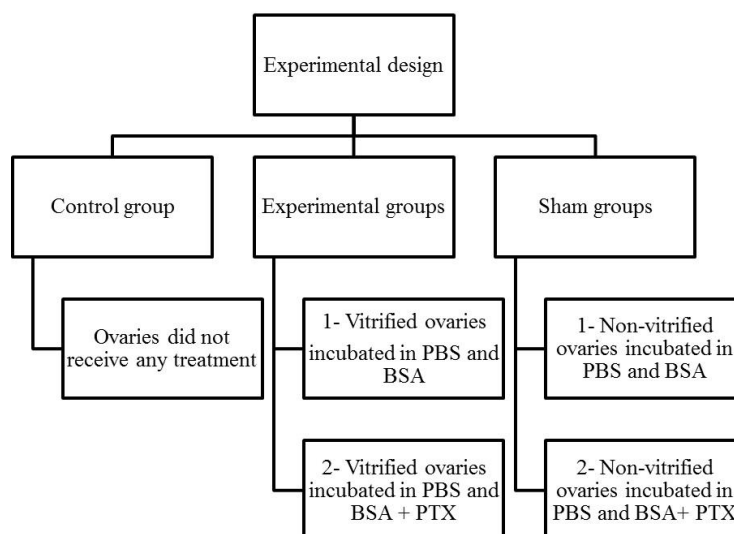 Experimental design
Control group
Experimental groups
Sham groups
Ovaries did not
receive any treatment
1- Vitrified ovaries
incubated in PBS and
BSA
1- Non-vitrified
ovaries incubated in
PBS and BSA
2- Vitrified ovaries
incubated in PBS and
BSA + PTX
2- Non-vitrified
ovaries incubated in
PBS and BSA+ PTX